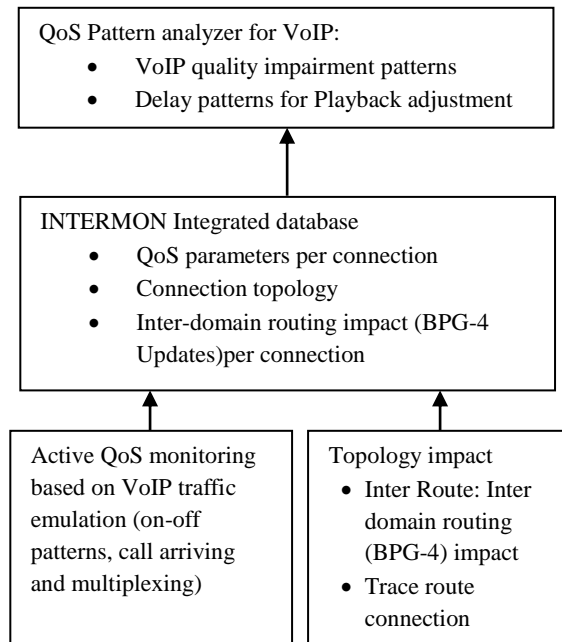 QoS Pattern analyzer for VoIP:
• VoIP quality impairment patterns
• Delay patterns for Playback adjustment
INTERMON Integrated database
• QoS parameters per connection
• Connection topology
• Inter-domain routing impact (BPG-4
Updates)per connection
Active QoS monitoring
based on VoIP traffic
emulation (on-off
patterns, call arriving
and multiplexing)
Topology impact
• Inter Route: Inter
domain routing
(BPG-4) impact
• Trace route
connection